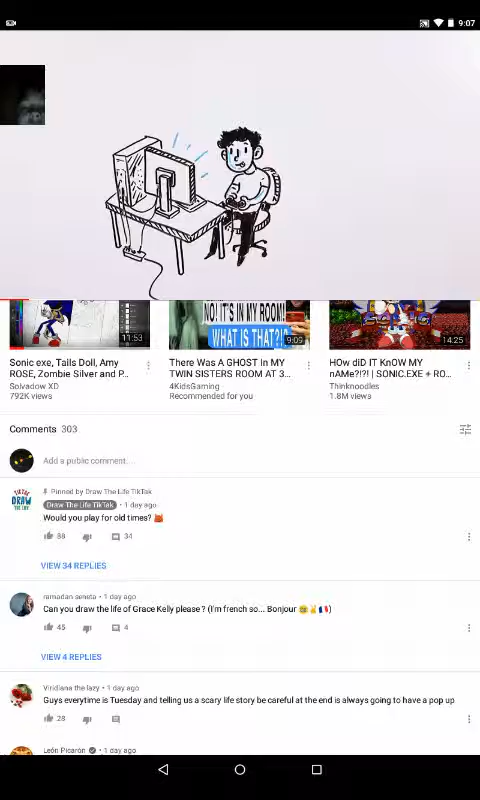 9:07
NO! IT'S IN MY ROOM!
WHAT IS THAT?!
11:53
9:09
14:25
Sonic exe, Tails Doll, Amy
ROSE, Zombie Silver and P...
Solvadow XD
792K views
There Was A GHOST In MY
TWIN SISTERS ROOM AT 3...
4KidsGaming
Recommended for you
HOw diD IT KnOW MY
nAMe?!?! | SONIC.EXE + RO...
Thinknoodles
1.8M views
Comments 303
Add a public comment...
Pinned by Draw The Life TikTak
Draw The Life TikTak • 1 day ago
Would you play for old times?
88 34
VIEW 34 REPLIES
ramadan seneta • 1 day ago
Can you draw the life of Grace Kelly please ? (I'm french so... Bonjour
45 4
VIEW 4 REPLIES
Viridiana the lazy • 1 day ago
Guys everytime is Tuesday and telling us a scary life story be careful at the end is always going to have a pop up
28
León Picarón • 1 day ago